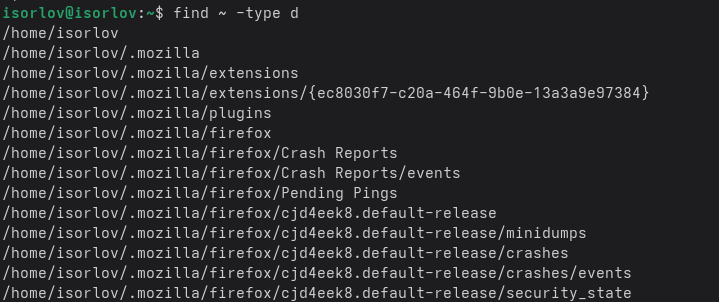 isorlov@isorlov:~$ find ~ -type d
/home/isorlov
/home/isorlov/.mozilla
/home/isorlov/.mozilla/extensions
/home/isorlov/.mozilla/extensions/{ec8030f7-c20a-464f-9b0e-13a3a9e97384}
/home/isorlov/.mozilla/plugins
/home/isorlov/.mozilla/firefox
/home/isorlov/.mozilla/firefox/Crash Reports
/home/isorlov/.mozilla/firefox/Crash Reports/events
/home/isorlov/.mozilla/firefox/Pending Pings
/home/isorlov/.mozilla/firefox/cjd4eek8.default-release
/home/isorlov/.mozilla/firefox/cjd4eek8.default-release/minidumps
/home/isorlov/.mozilla/firefox/cjd4eek8.default-release/crashes
/home/isorlov/.mozilla/firefox/cjd4eek8.default-release/crashes/events
/home/isorlov/.mozilla/firefox/cjd4eek8.default-release/security_state